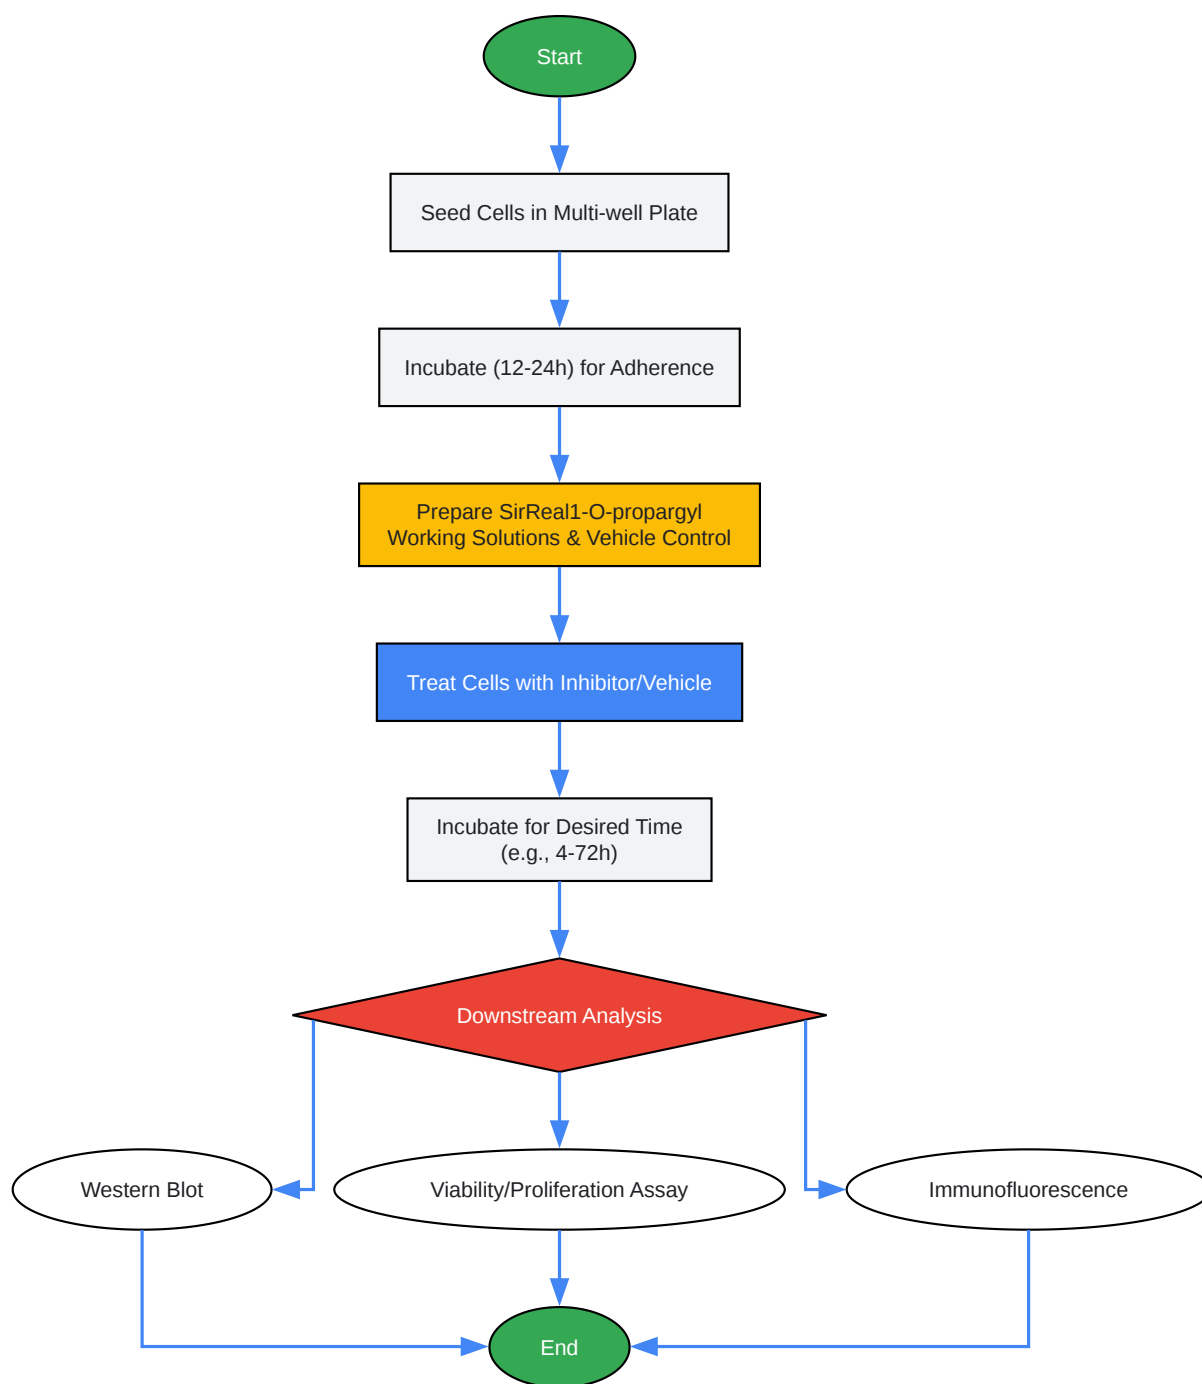 Start
Seed Cells in Multi-well Plate
Incubate (12-24h) for Adherence
Prepare SirReal1-O-propargyl
Working Solutions & Vehicle Control
Treat Cells with Inhibitor/Vehicle
Incubate for Desired Time
(e.g., 4-72h)
Downstream Analysis
Western Blot
Viability/Proliferation Assay
Immunofluorescence
End